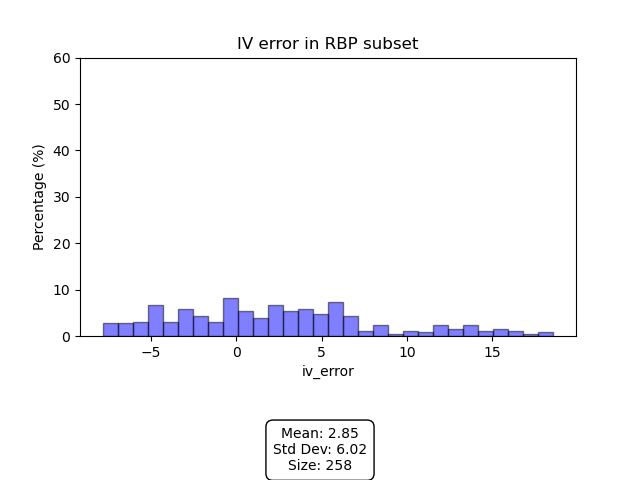 IV error in RBP subset
60
50
40
30
20
10
0
Percentage (%)
−5
0
5
10
15
iv_error
Mean: 2.85
Std Dev: 6.02
Size: 258